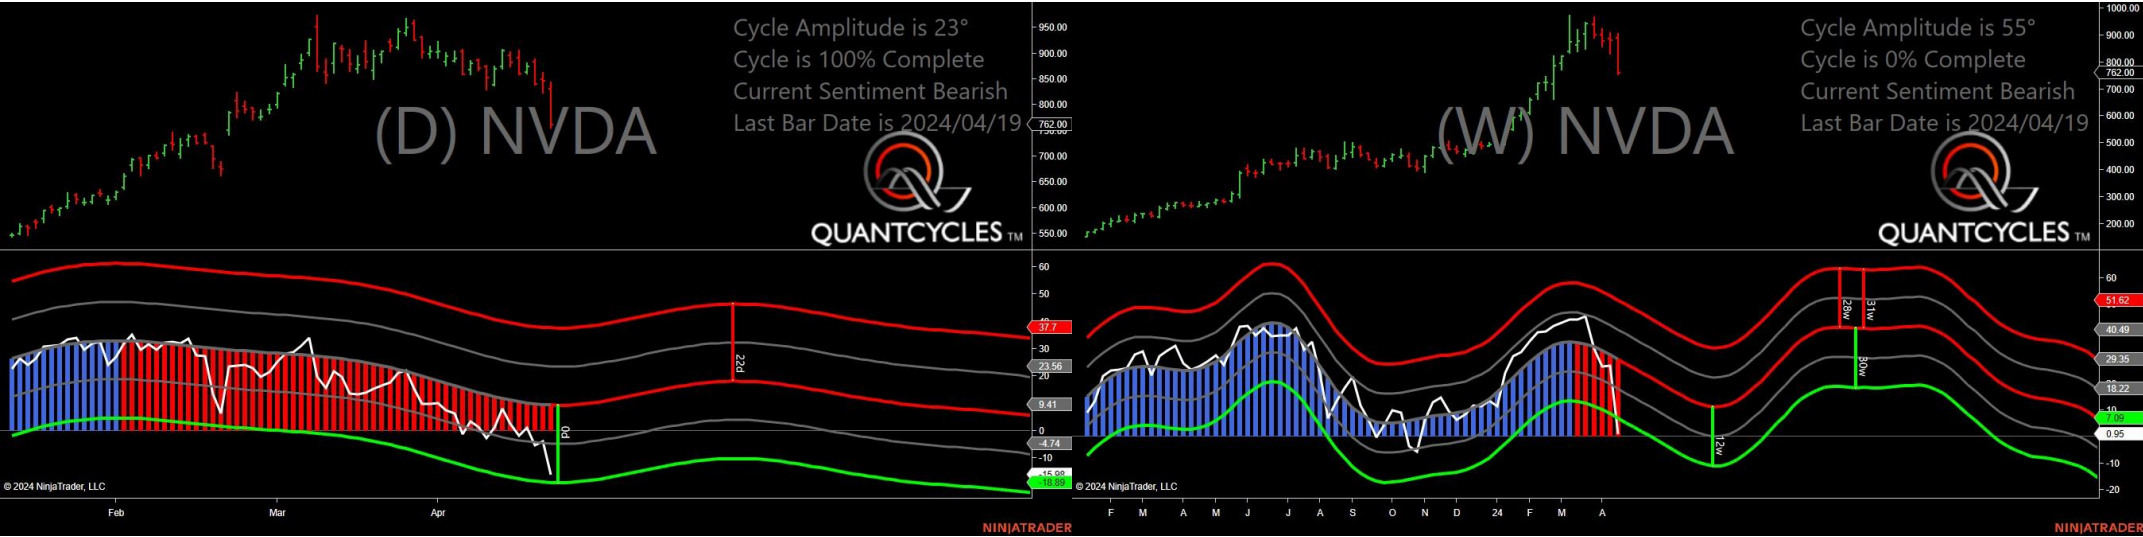 Cycle Amplitude is 23°
Cycle is 100% Complete
Current Sentiment Bearish
Last Bar Date is 2024/04/19
(D) NVDA
QUANTCYCLES TM
950.00
900.00
850.00
800.00
762.00
750.00
700.00
650.00
600.00
550.00
60
50
37.7
30
23.56
20
9.41
0
-4.74
-10
-15.98
-18.89
22d
0d
© 2024 NinjaTrader, LLC
Feb Mar Apr
NINJATRADER
Cycle Amplitude is 55°
Cycle is 0% Complete
Current Sentiment Bearish
Last Bar Date is 2024/04/19
(W) NVDA
QUANTCYCLES TM
1000.00
900.00
800.00
762.00
700.00
600.00
500.00
400.00
300.00
200.00
60
51.62
40.49
29.35
18.22
10
7.09
0.95
-10
-20
28w
31w
30w
12w
© 2024 NinjaTrader, LLC
F M A M J J A S O N D 24 F M A
NINJATRADER